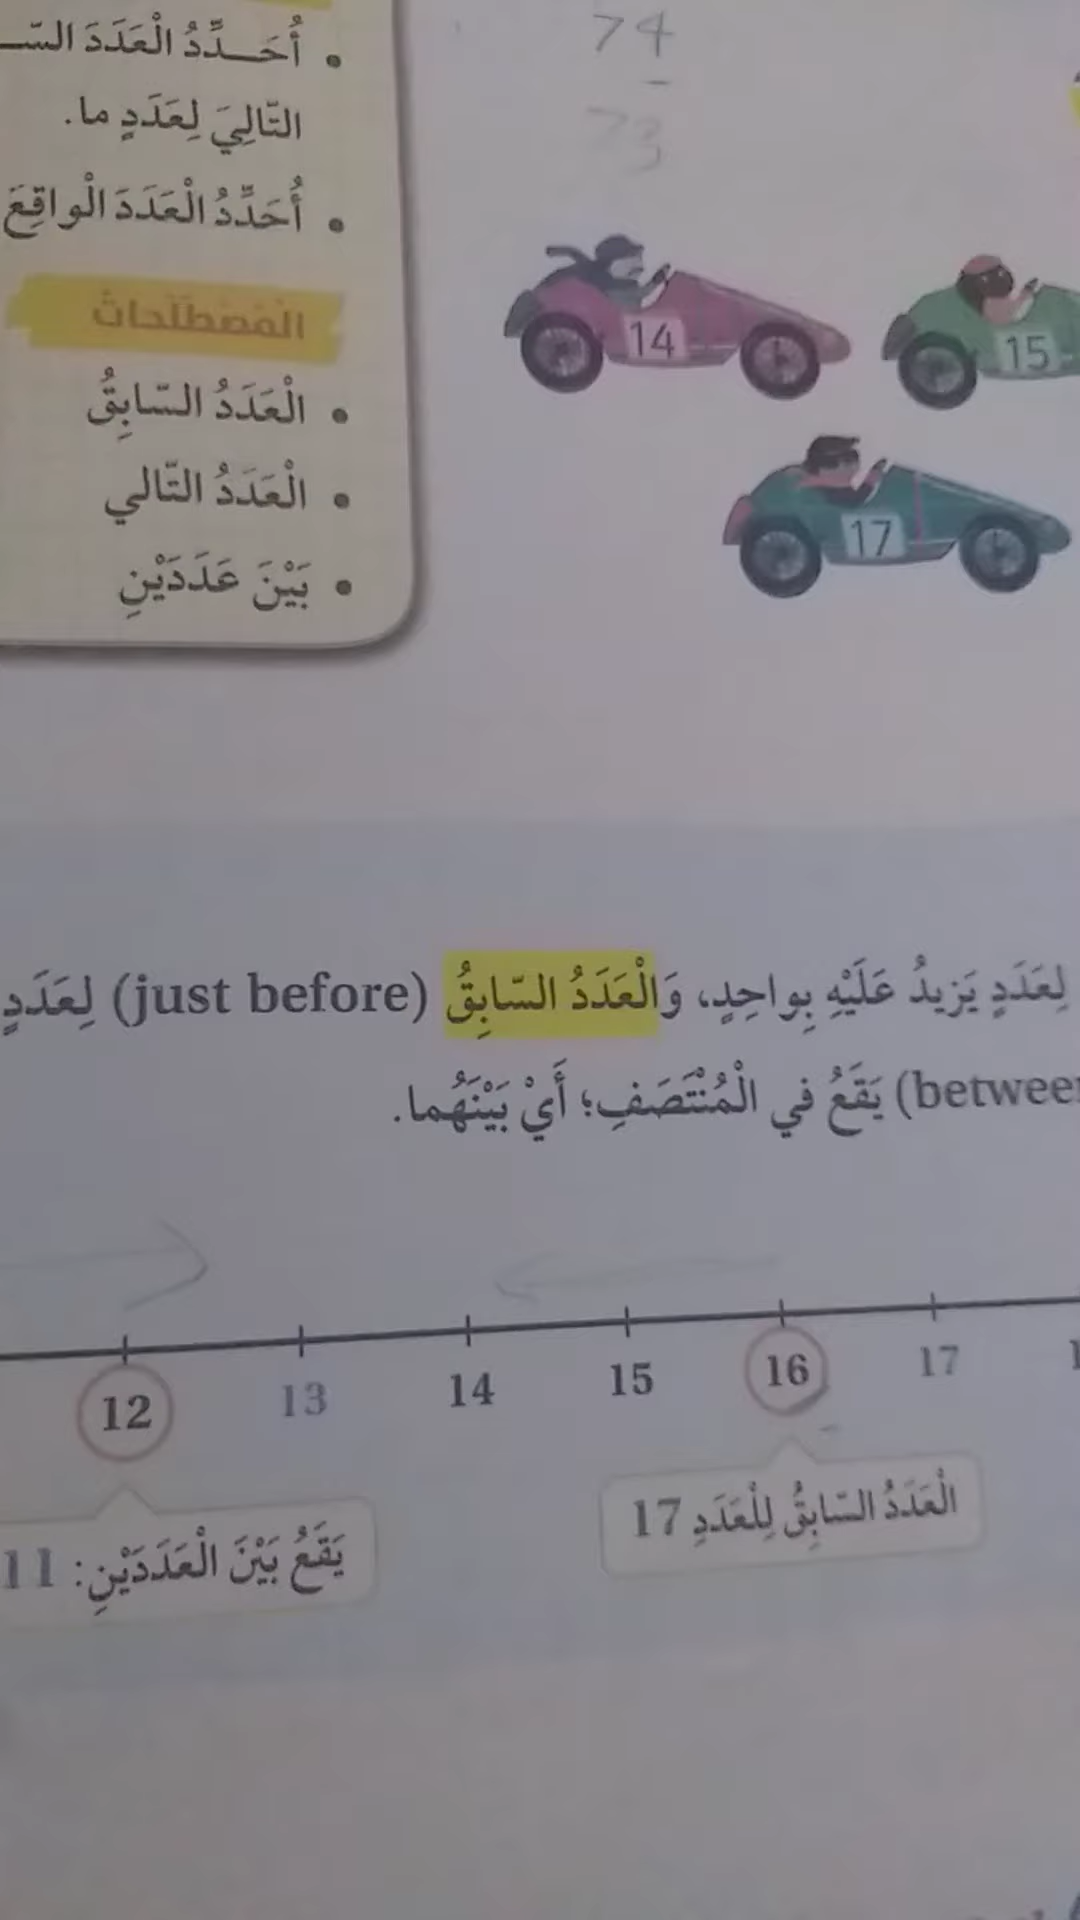 أُحَدِّدُ الْعَدَدَ
التّالِيَ لِعَدَدٍ ما.
أُحَدِّدُ الْعَدَدَ الْواقِعَ
الْمُصْطَلَحاتُ
الْعَدَدُ السّابِقُ
الْعَدَدُ التّالي
بَيْنَ عَدَدَيْنِ
74
73
14
15
17
لِعَدَدٍ يَزيدُ عَلَيْهِ بِواحِدٍ، وَالْعَدَدُ السّابِقُ (just before) لِعَدَدٍ
يَقَعُ في الْمُنْتَصَفِ؛ أَيْ بَيْنَهُما.
12 13 14 15 16 17
الْعَدَدُ السّابِقُ لِلْعَدَدِ 17
يَقَعُ بَيْنَ الْعَدَدَيْنِ: 11